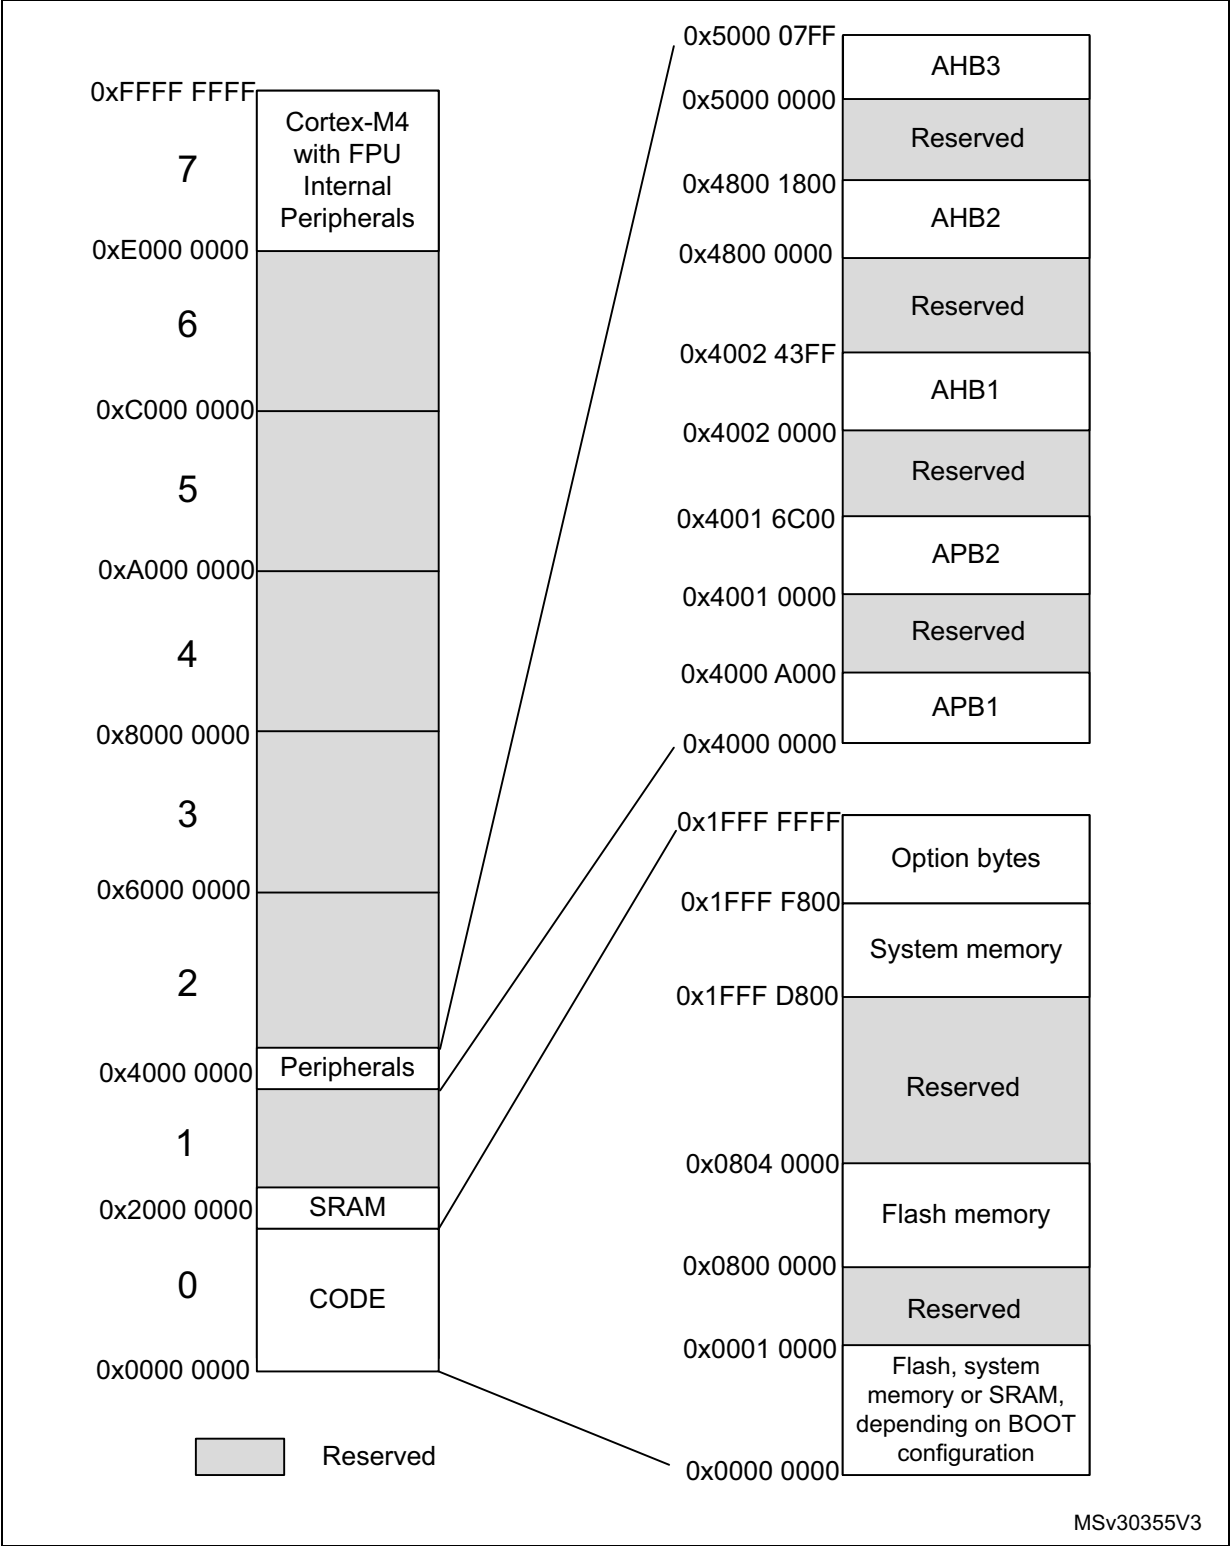 0xFFFF FFFF
Cortex-M4
with FPU
Internal
Peripherals
7
0xE000 0000
6
0xC000 0000
5
0xA000 0000
4
0x8000 0000
3
0x6000 0000
2
Peripherals
0x4000 0000
1
SRAM
0x2000 0000
0
CODE
0x0000 0000
Reserved
0x5000 07FF
AHB3
0x5000 0000
Reserved
0x4800 1800
AHB2
0x4800 0000
Reserved
0x4002 43FF
AHB1
0x4002 0000
Reserved
0x4001 6C00
APB2
0x4001 0000
Reserved
0x4000 A000
APB1
0x4000 0000
0x1FFF FFFF
Option bytes
0x1FFF F800
System memory
0x1FFF D800
Reserved
0x0804 0000
Flash memory
0x0800 0000
Reserved
0x0001 0000
Flash, system
memory or SRAM,
depending on BOOT
configuration
0x0000 0000
MSv30355V3